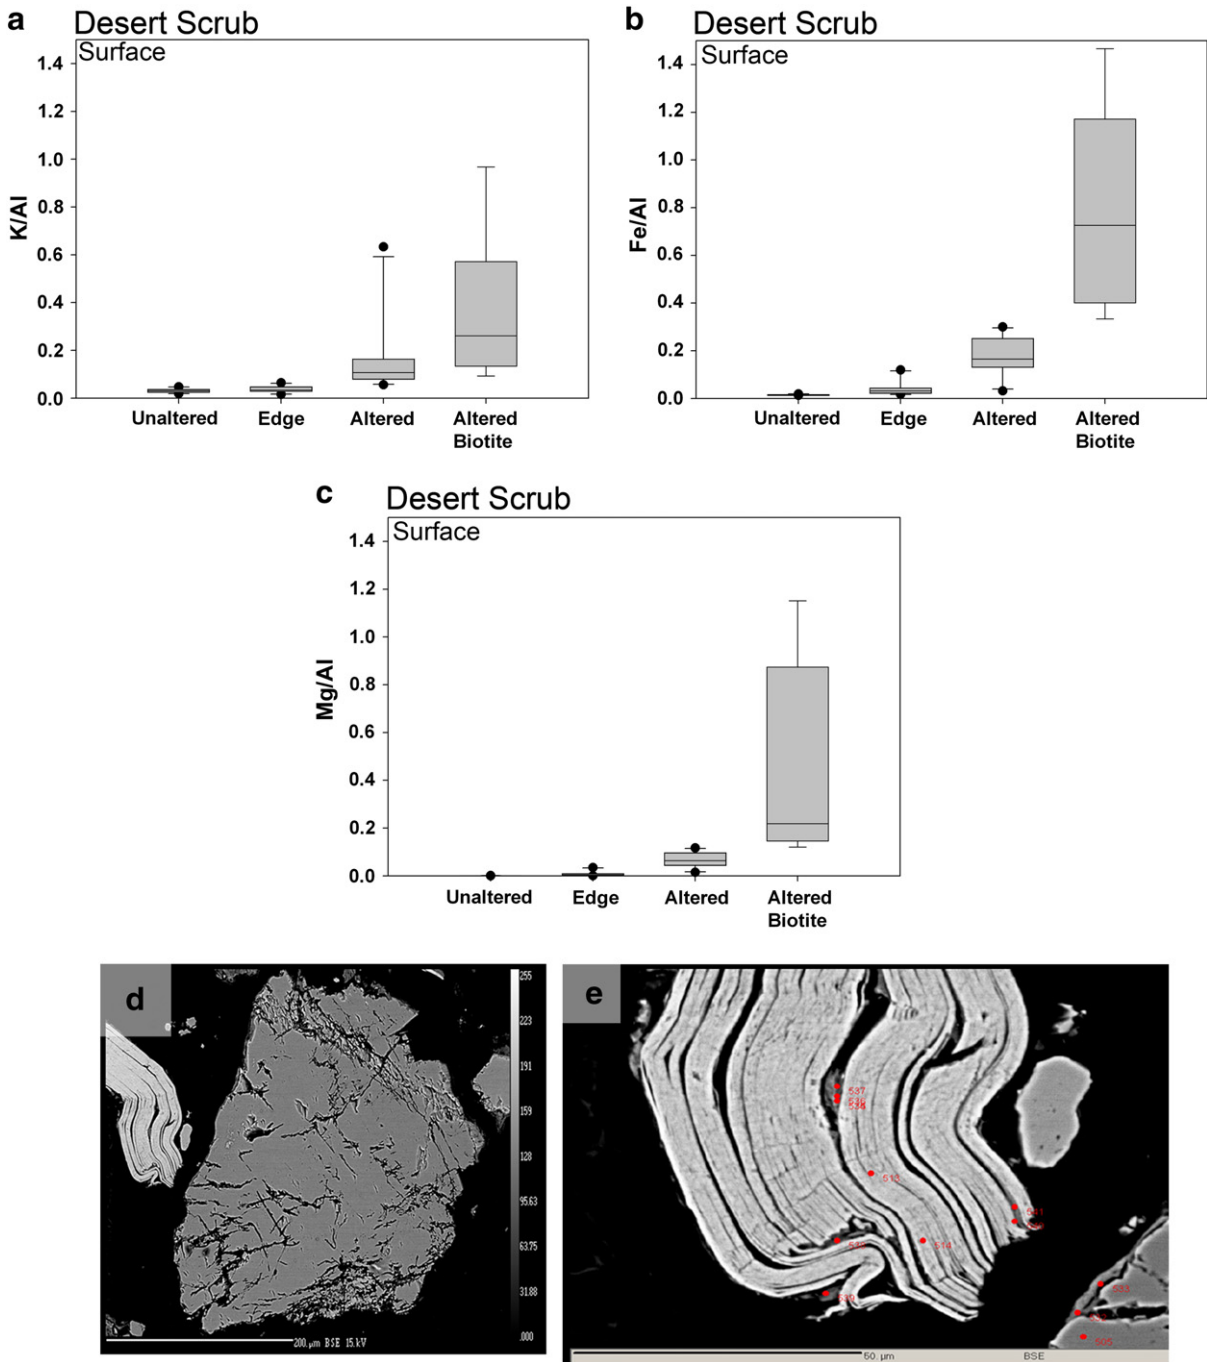 a
Desert Scrub
Surface
K/Al
1.4
1.2
1.0
0.8
0.6
0.4
0.2
0.0
Unaltered
Edge
Altered
Altered
Biotite
b
Desert Scrub
Surface
Fe/Al
1.4
1.2
1.0
0.8
0.6
0.4
0.2
0.0
Unaltered
Edge
Altered
Altered
Biotite
c
Desert Scrub
Surface
Mg/Al
1.4
1.2
1.0
0.8
0.6
0.4
0.2
0.0
Unaltered
Edge
Altered
Altered
Biotite
d
255
223
191
159
128
95.63
63.75
31.88
.000
200.µm BSE 15.kV
e
537
513
514
541
533
539
50.µm BSE